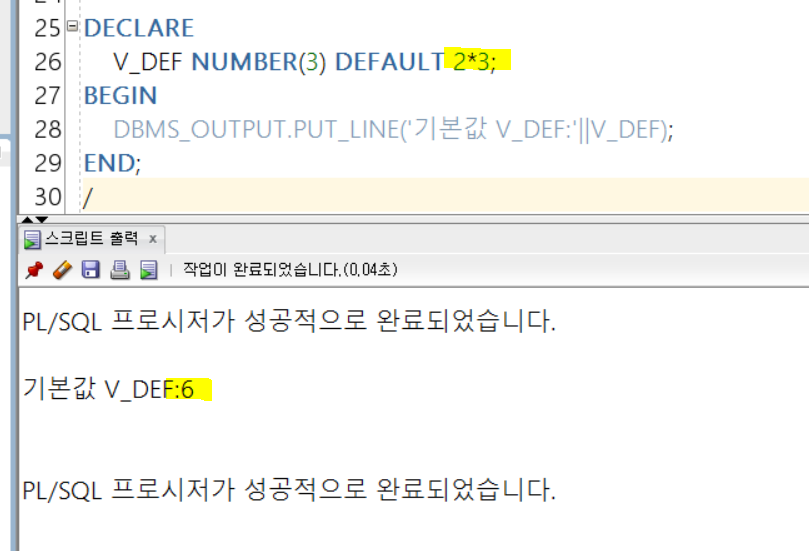 25 DECLARE
26 V_DEF NUMBER(3) DEFAULT 2*3;
27 BEGIN
28 DBMS_OUTPUT.PUT_LINE('기본값 V_DEF:'||V_DEF);
29 END;
30 /
스크립트 출력 x
작업이 완료되었습니다.(0.04초)
PL/SQL 프로시저가 성공적으로 완료되었습니다.
기본값 V_DEF:6
PL/SQL 프로시저가 성공적으로 완료되었습니다.